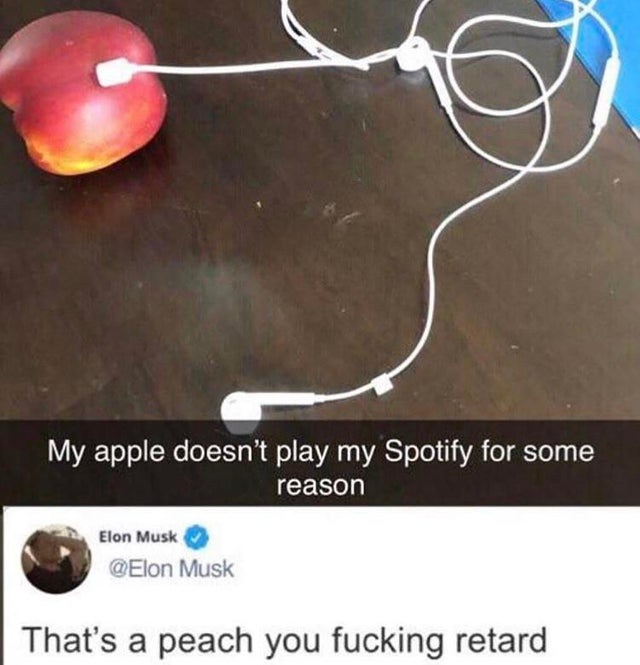 My apple doesn't play my Spotify for some
reason
Elon Musk
@Elon Musk
That's a peach you fucking retard